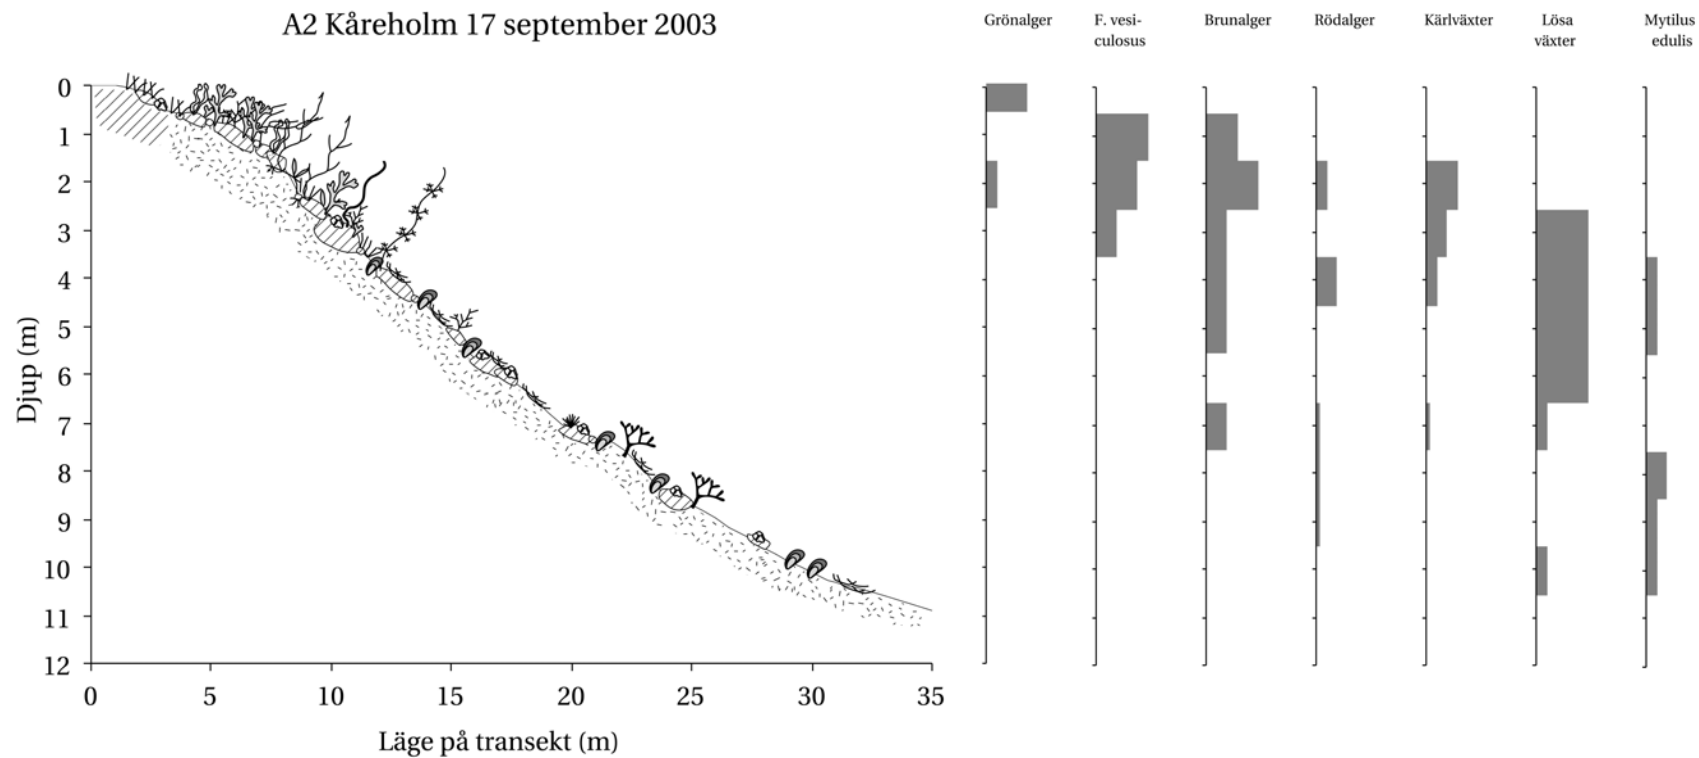 A2 Kåreholm 17 september 2003
Grönalger
F. vesi-
culosus
Brunalger
Rödalger
Kärlväxter
Lösa
växter
Mytilus
edulis
Djup (m)
0
1
2
3
4
5
6
7
8
9
10
11
12
0 5 10 15 20 25 30 35
Läge på transekt (m)